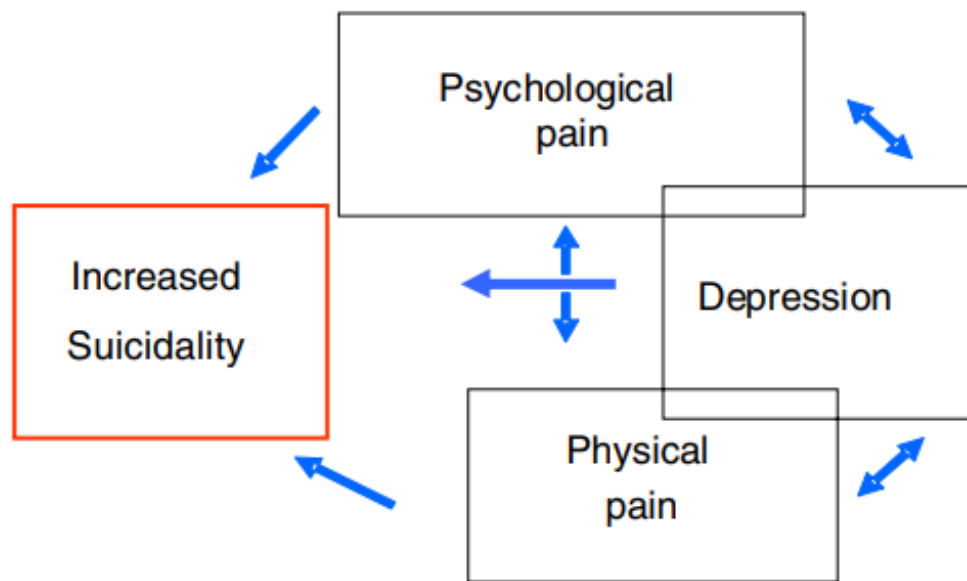 Psychological
pain
Increased
Suicidality
Depression
Physical
pain